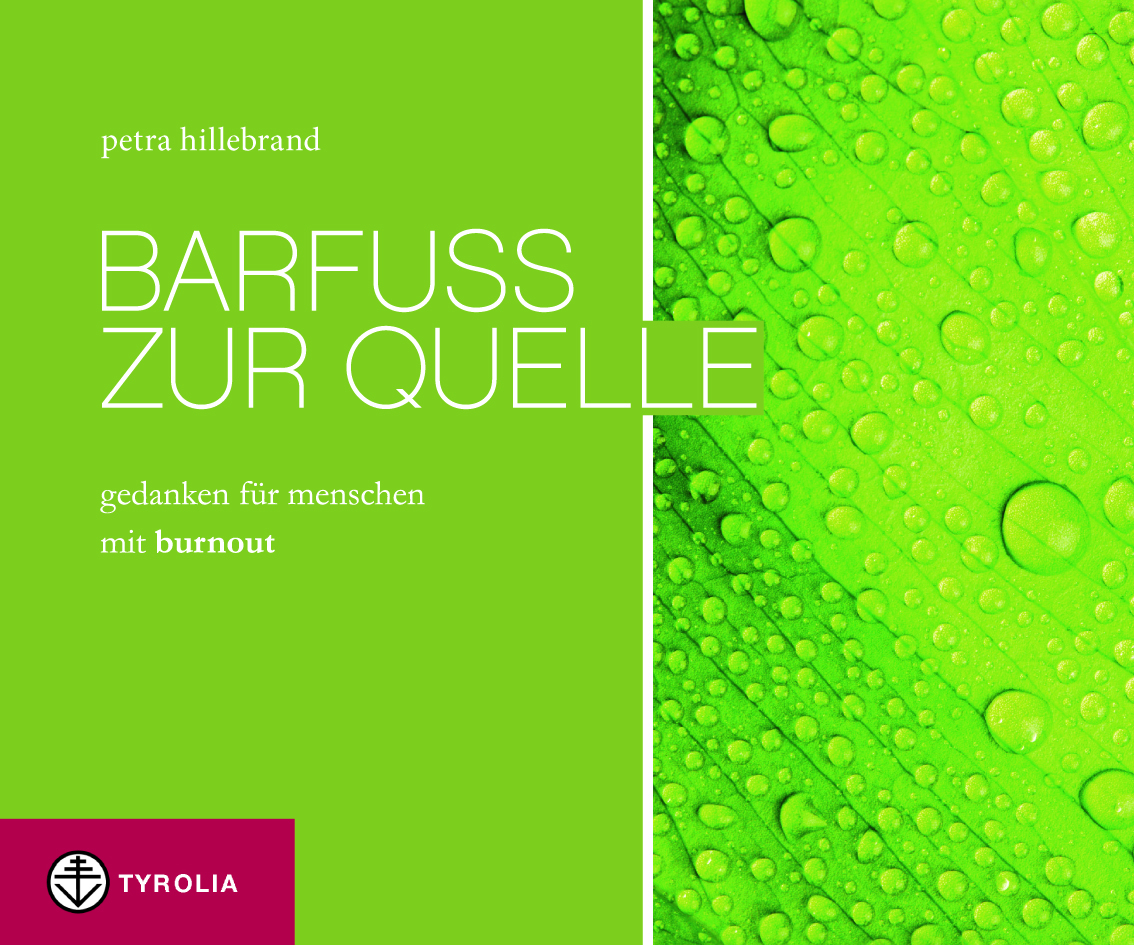 petra hillebrand
BARFUSS
ZUR QUELLE
gedanken für menschen
mit burnout
TYROLIA